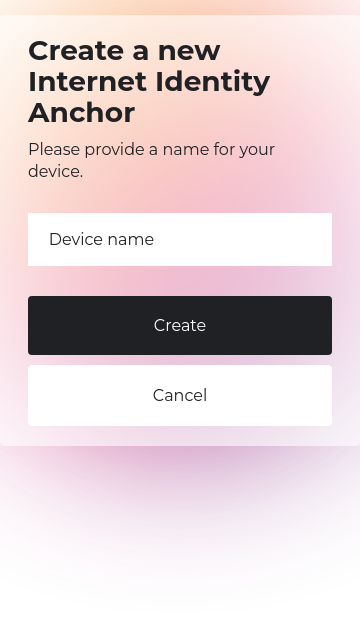 Create a new
Internet Identity
Anchor
Please provide a name for your
device.
Device name
Create
Cancel